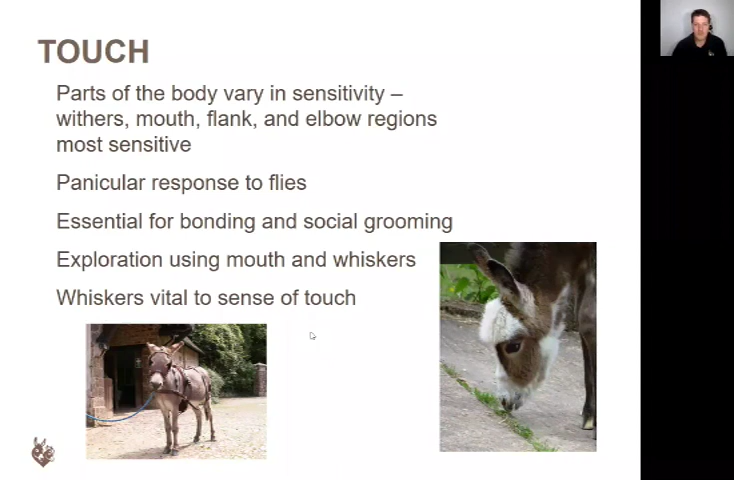 TOUCH
Parts of the body vary in sensitivity –
withers, mouth, flank, and elbow regions
most sensitive
Panicular response to flies
Essential for bonding and social grooming
Exploration using mouth and whiskers
Whiskers vital to sense of touch